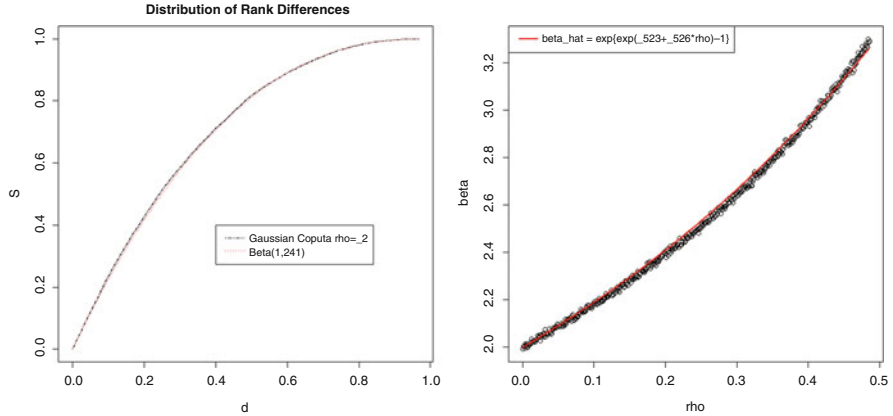 Distribution of Rank Differences
S
1.0
0.8
0.6
0.4
0.2
0.0
Gaussian Coputa rho=_2
Beta(1,241)
0.0 0.2 0.4 0.6 0.8 1.0
d
beta_hat = exp{exp(_523+_526*rho)–1}
beta
3.2
3.0
2.8
2.6
2.4
2.2
2.0
0.0 0.1 0.2 0.3 0.4 0.5
rho